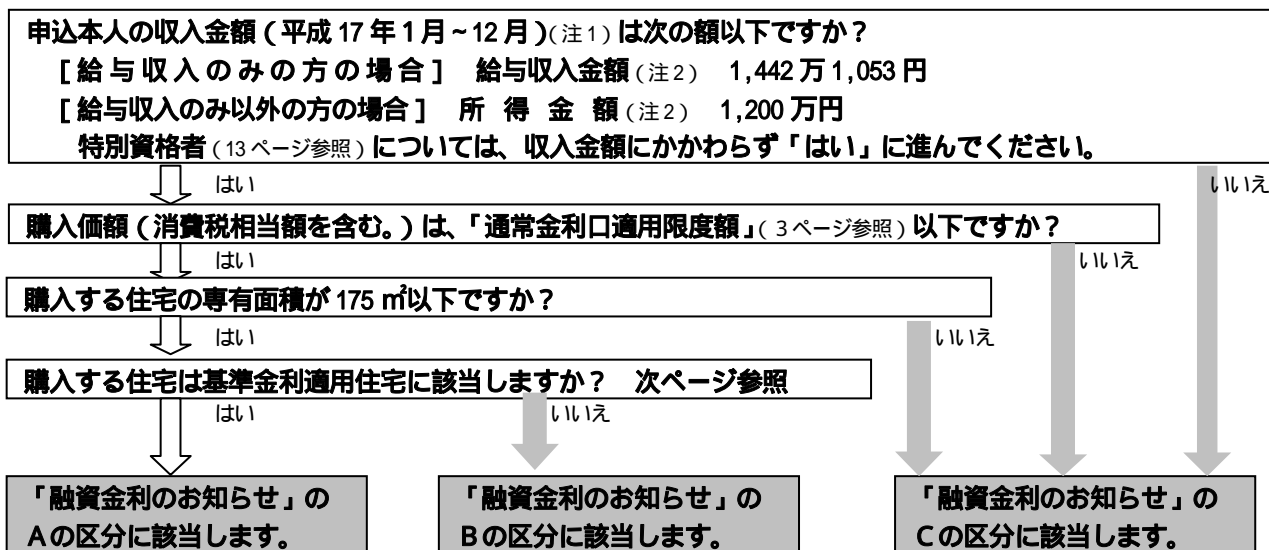 申込本人の収入金額(平成17年1月~12月)(注1)は次の額以下ですか?
[給与収入のみの方の場合] 給与収入金額(注2) 1,442万1,053円
[給与収入のみ以外の方の場合] 所得金額(注2) 1,200万円
特別資格者(13ページ参照)については、収入金額にかかわらず「はい」に進んでください。
はい
いいえ
購入価額(消費税相当額を含む。)は、「通常金利口適用限度額」(3ページ参照)以下ですか?
はい
いいえ
購入する住宅の専有面積が175㎡以下ですか?
はい
いいえ
購入する住宅は基準金利適用住宅に該当しますか? 次ページ参照
はい
いいえ
「融資金利のお知らせ」の
Aの区分に該当します。
「融資金利のお知らせ」の
Bの区分に該当します。
「融資金利のお知らせ」の
Cの区分に該当します。